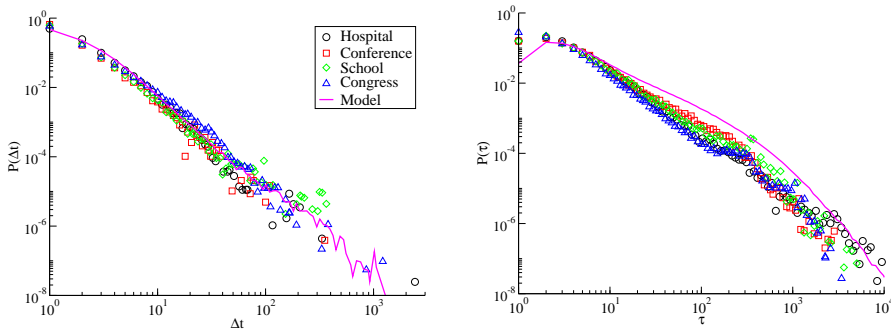 10^0
10^-2
10^-4
10^-6
10^-8
P(Δt)
10^0
10^1
10^2
10^3
Δt
Hospital
Conference
School
Congress
Model
10^0
10^-2
10^-4
10^-6
10^-8
P(τ)
10^0
10^1
10^2
10^3
10^4
τ